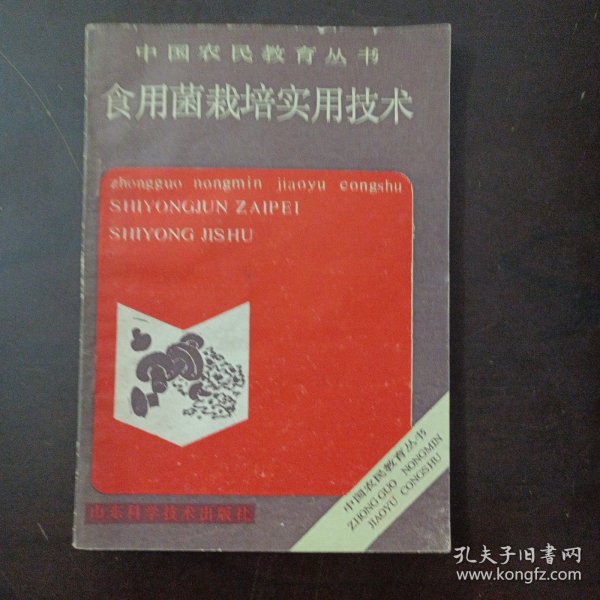 中国农民教育丛书
食用菌栽培实用技术
zhongguo nongmin jiaoyu congshu
SHIYONGJUN ZAIPEI
SHIYONG JISHU
山东科学技术出版社
中国农民教育丛书
ZHONG GUO NONGMIN
JIAOYU CONGSHU
孔夫子旧书网
www.kongfz.com